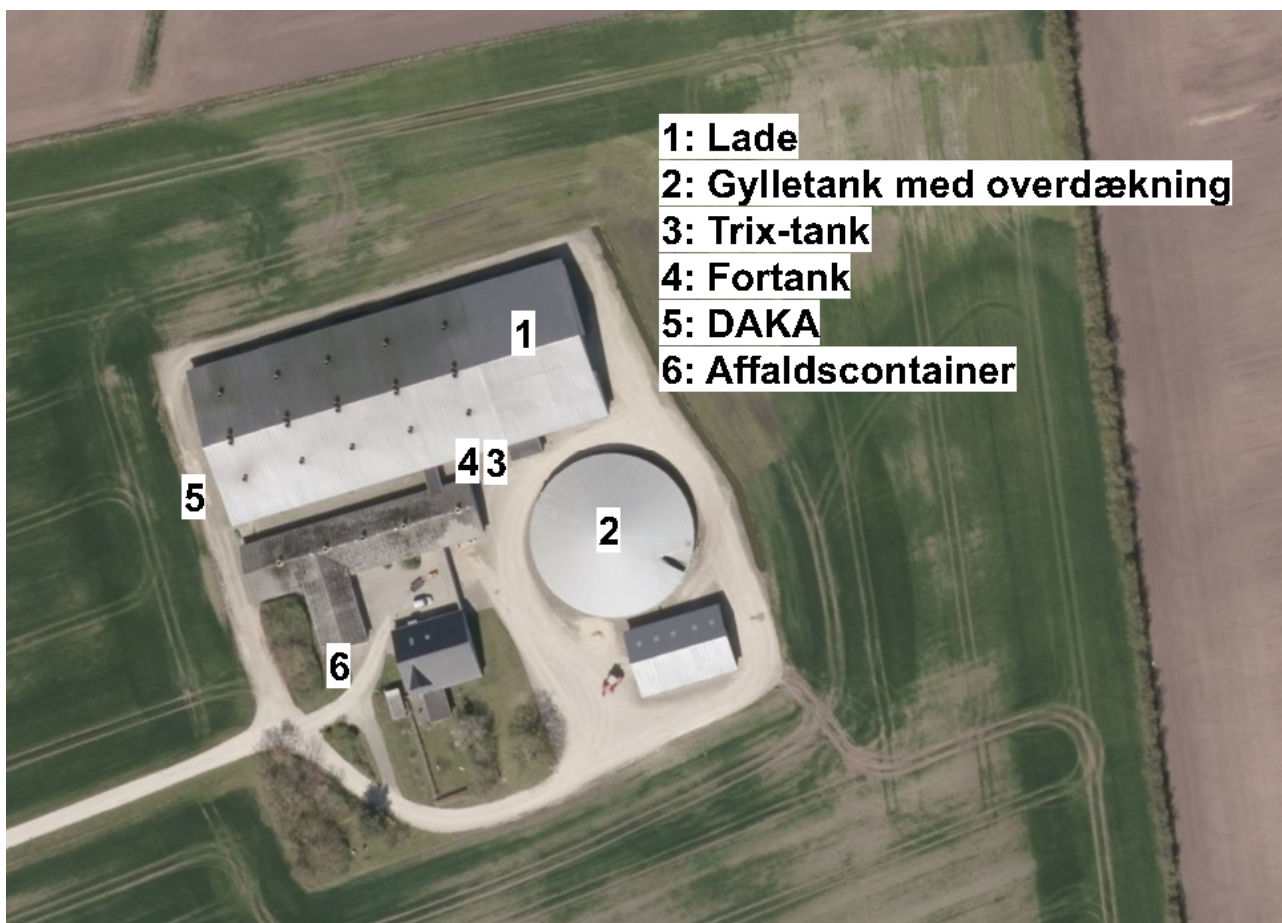 1: Lade
2: Gylletank med overdækning
3: Trix-tank
4: Fortank
5: DAKA
6: Affaldscontainer
1
4 3
5
2
6